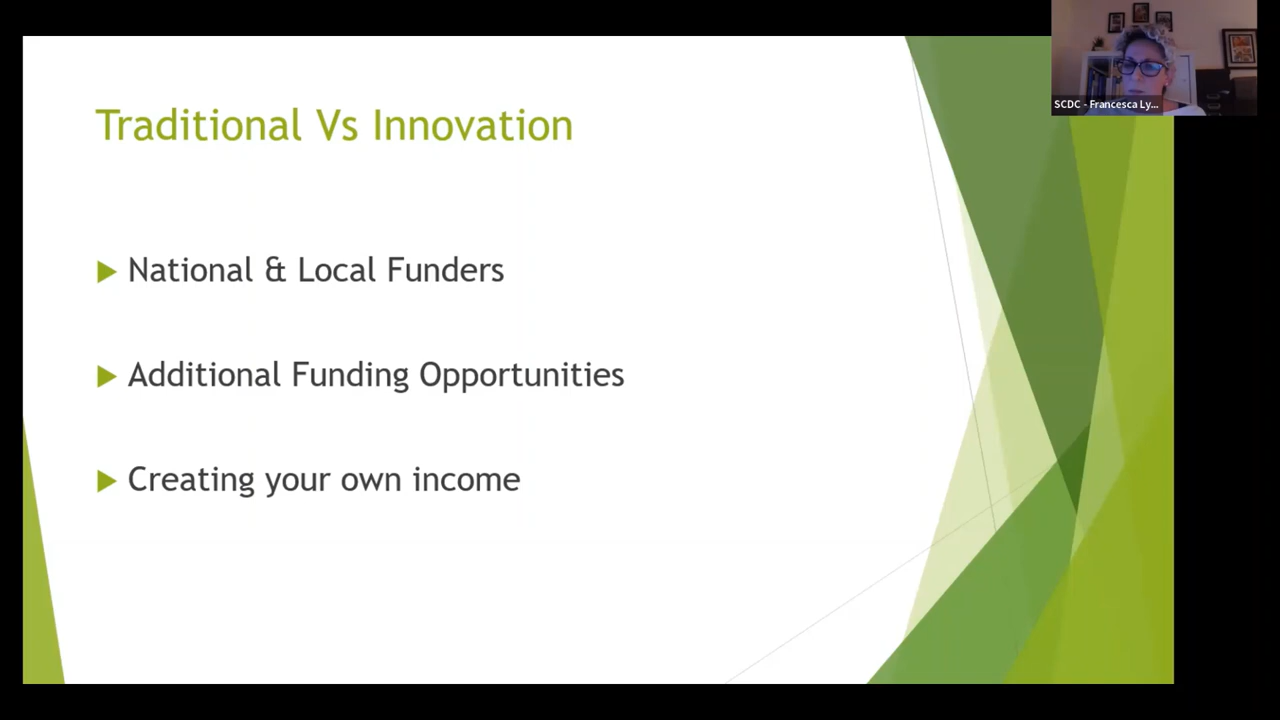 Traditional Vs Innovation
National & Local Funders
Additional Funding Opportunities
Creating your own income
SCDC - Francesca Ly...